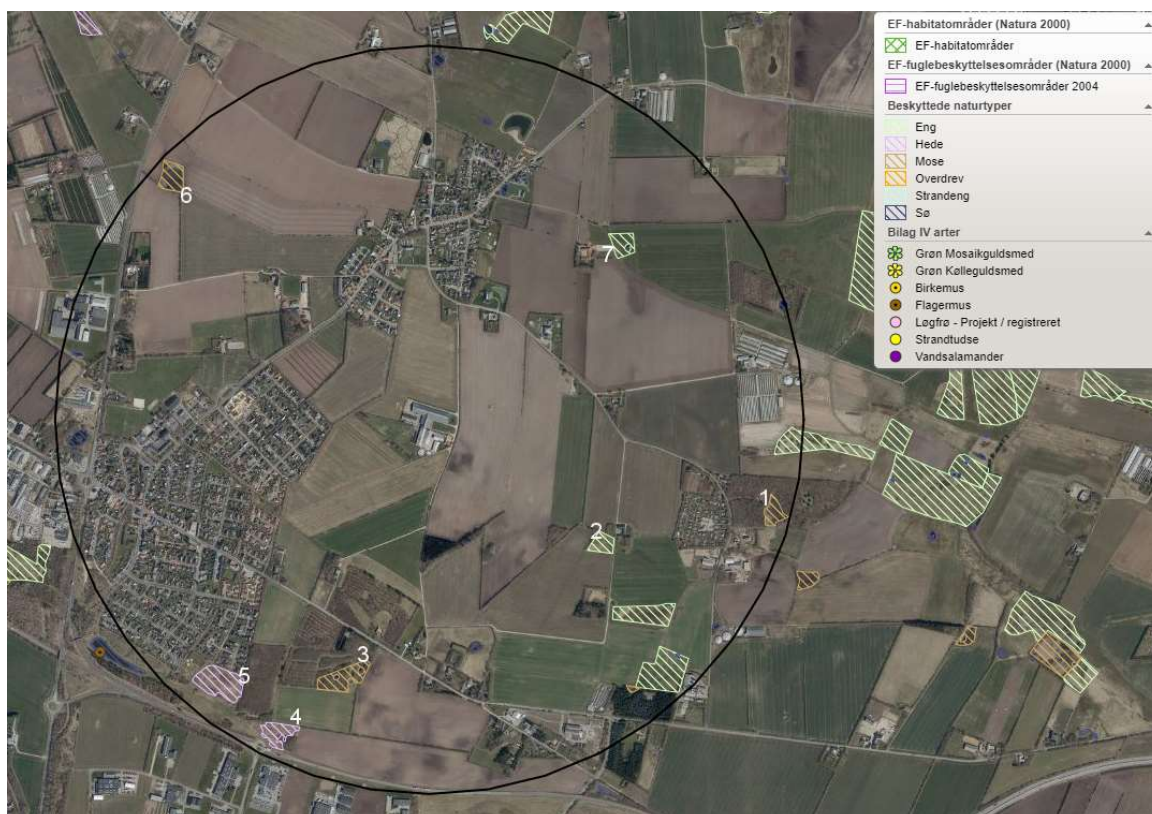 EF-habitatområder (Natura 2000)
EF-habitatområder
EF-fuglebeskyttelsesområder (Natura 2000)
EF-fuglebeskyttelsesområder 2004
Beskyttede naturtyper
Eng
Hede
Mose
Overdrev
Strandeng
Sø
Bilag IV arter
Grøn Mosaikguldsmed
Grøn Kølleguldsmed
Birkemus
Flagermus
Løgfrø - Projekt / registreret
Strandtudse
Vandsalamander
6
7
1
2
3
5
4